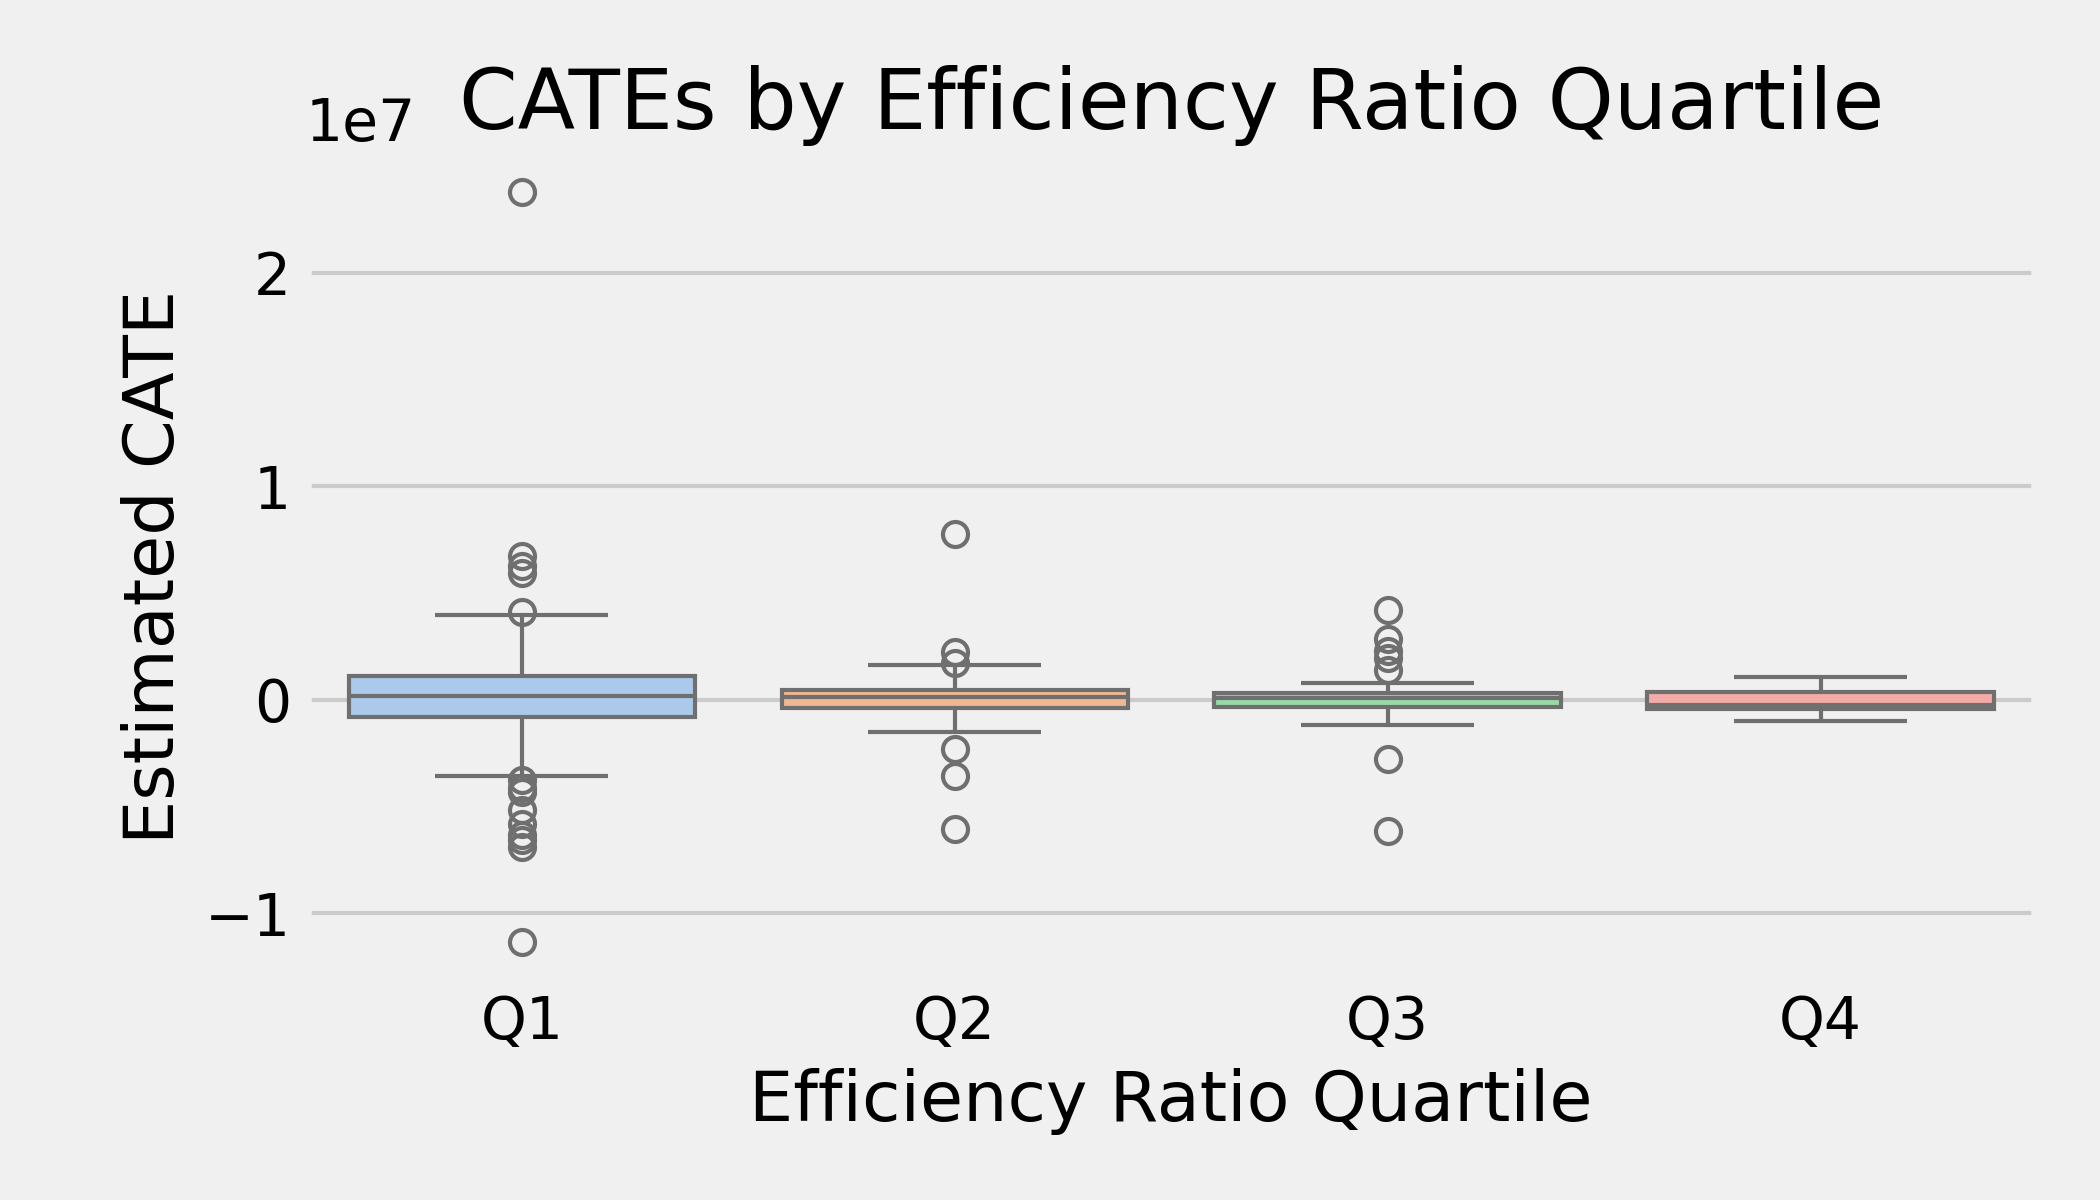 CATEs by Efficiency Ratio Quartile
1e7
2
1
0
−1
Estimated CATE
Q1 Q2 Q3 Q4
Efficiency Ratio Quartile